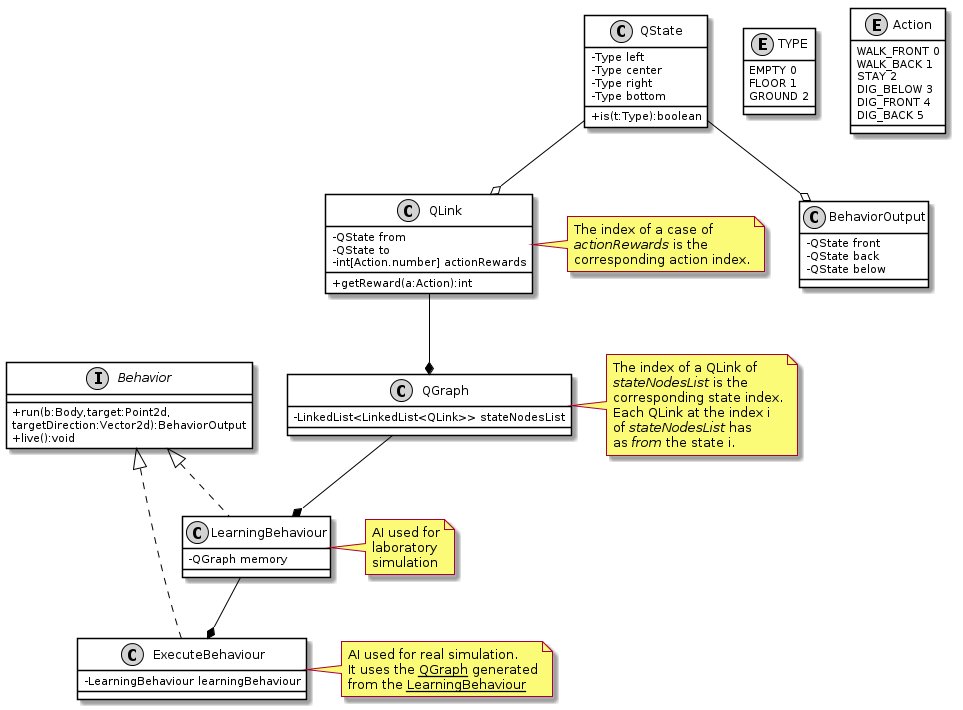 C QState
-Type left
-Type center
-Type right
-Type bottom
+is(t:Type):boolean
E TYPE
EMPTY 0
FLOOR 1
GROUND 2
E Action
WALK_FRONT 0
WALK_BACK 1
STAY 2
DIG_BELOW 3
DIG_FRONT 4
DIG_BACK 5
C QLink
-QState from
-QState to
-int[Action.number] actionRewards
+getReward(a:Action):int
The index of a case of
actionRewards is the
corresponding action index.
C BehaviorOutput
-QState front
-QState back
-QState below
I Behavior
+run(b:Body,target:Point2d,
targetDirection:Vector2d):BehaviorOutput
+live():void
C QGraph
-LinkedList<LinkedList<QLink>> stateNodesList
The index of a QLink of
stateNodesList is the
corresponding state index.
Each QLink at the index i
of stateNodesList has
as from the state i.
C LearningBehaviour
-QGraph memory
AI used for
laboratory
simulation
C ExecuteBehaviour
-LearningBehaviour learningBehaviour
AI used for real simulation.
It uses the QGraph generated
from the LearningBehaviour